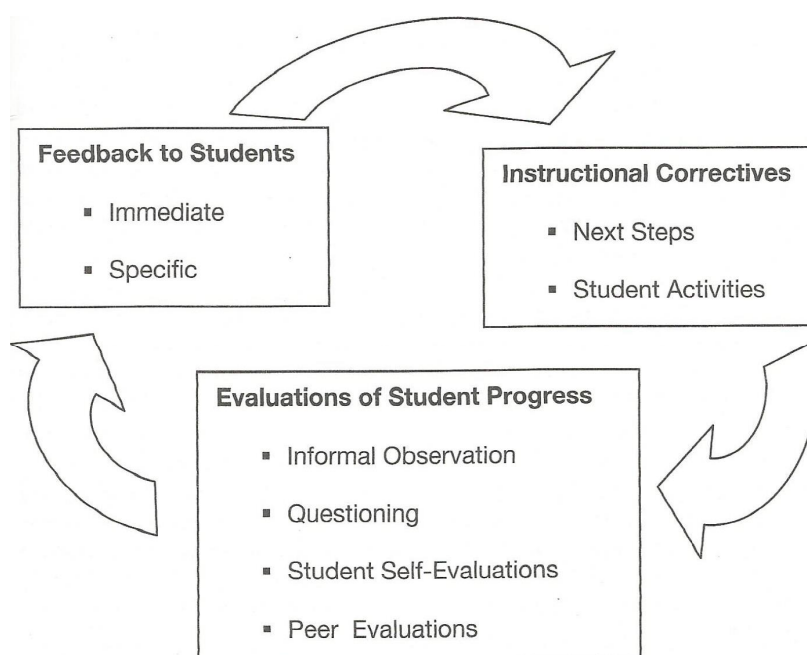 Feedback to Students
▪ Immediate
▪ Specific
Instructional Correctives
▪ Next Steps
▪ Student Activities
Evaluations of Student Progress
▪ Informal Observation
▪ Questioning
▪ Student Self-Evaluations
▪ Peer Evaluations